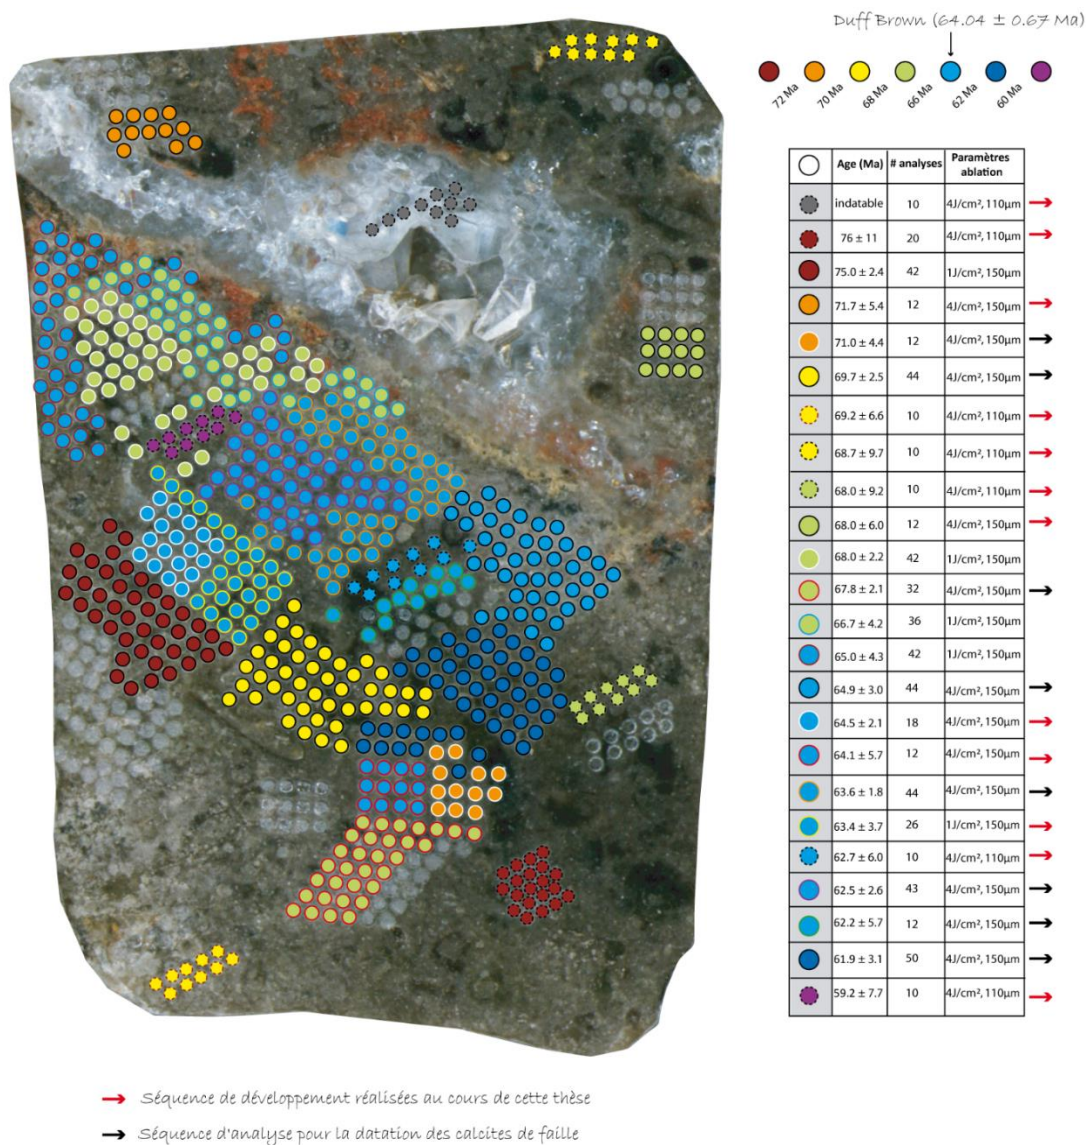 Duff Brown (64.04 ± 0.67 Ma)
72 Ma 70 Ma 68 Ma 66 Ma 62 Ma 60 Ma
Age (Ma) # analyses Paramètres ablation
indatable 10 4J/cm², 110µm →
76 ± 11 20 4J/cm², 110µm →
75.0 ± 2.4 42 1J/cm², 150µm
71.7 ± 5.4 12 4J/cm², 150µm →
71.0 ± 4.4 12 4J/cm², 150µm →
69.7 ± 2.5 44 4J/cm², 150µm →
69.2 ± 6.6 10 4J/cm², 110µm →
68.7 ± 9.7 10 4J/cm², 110µm →
68.0 ± 9.2 10 4J/cm², 110µm →
68.0 ± 6.0 12 4J/cm², 150µm →
68.0 ± 2.2 42 1J/cm², 150µm
67.8 ± 2.1 32 4J/cm², 150µm →
66.7 ± 4.2 36 1J/cm², 150µm
65.0 ± 4.3 42 1J/cm², 150µm
64.9 ± 3.0 44 4J/cm², 150µm →
64.5 ± 2.1 18 4J/cm², 150µm →
64.1 ± 5.7 12 4J/cm², 150µm →
63.6 ± 1.8 44 4J/cm², 150µm →
63.4 ± 3.7 26 1J/cm², 150µm →
62.7 ± 6.0 10 4J/cm², 110µm →
62.5 ± 2.6 43 4J/cm², 150µm →
62.2 ± 5.7 12 4J/cm², 150µm →
61.9 ± 3.1 50 4J/cm², 150µm →
59.2 ± 7.7 10 4J/cm², 110µm →
→ Séquence de développement réalisées au cours de cette thèse
→ Séquence d'analyse pour la datation des calcites de faille